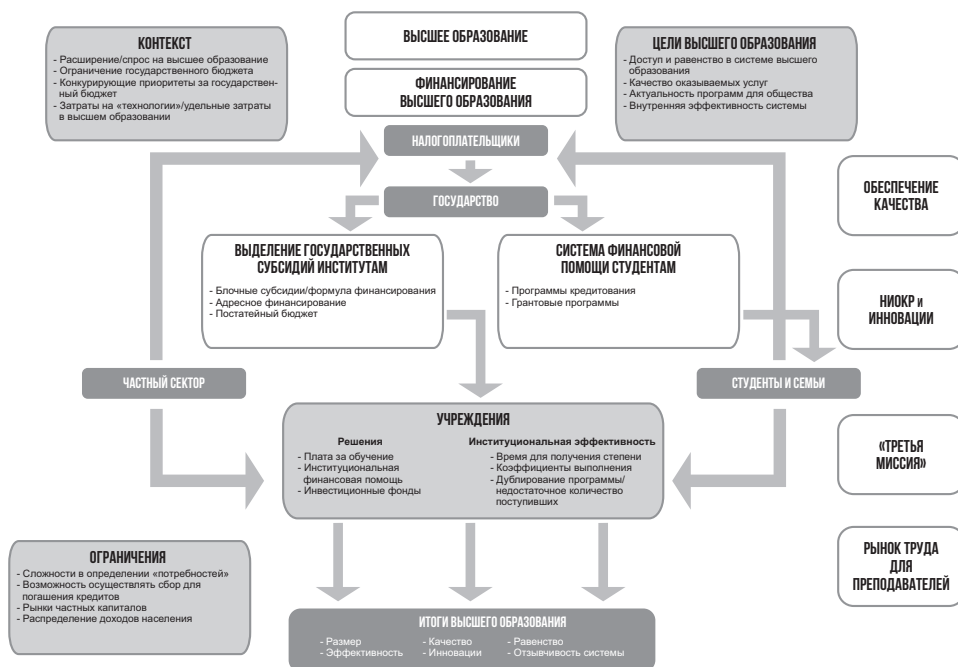 ВЫСШЕЕ ОБРАЗОВАНИЕ
ФИНАНСИРОВАНИЕ
ВЫСШЕГО ОБРАЗОВАНИЯ
КОНТЕКСТ
- Расширение/спрос на высшее образование
- Ограничение государственного бюджета
- Конкурирующие приоритеты за государствен-
ный бюджет
- Затраты на «технологии»/удельные затраты
в высшем образовании
ЦЕЛИ ВЫСШЕГО ОБРАЗОВАНИЯ
- Доступ и равенство в системе высшего
образования
- Качество оказываемых услуг
- Актуальность программ для общества
- Внутренняя эффективность системы
НАЛОГОПЛАТЕЛЬЩИКИ
ГОСУДАРСТВО
ВЫДЕЛЕНИЕ ГОСУДАРСТВЕННЫХ
СУБСИДИЙ ИНСТИТУТАМ
- Блочные субсидии/формула финансирования
- Адресное финансирование
- Постатейный бюджет
СИСТЕМА ФИНАНСОВОЙ
ПОМОЩИ СТУДЕНТАМ
- Программы кредитования
- Грантовые программы
ОБЕСПЕЧЕНИЕ
КАЧЕСТВА
НИОКР и
ИННОВАЦИИ
ЧАСТНЫЙ СЕКТОР
СТУДЕНТЫ И СЕМЬИ
УЧРЕЖДЕНИЯ
Решения
- Плата за обучение
- Институциональная
финансовая помощь
- Инвестиционные фонды
Институциональная эффективность
- Время для получения степени
- Коэффициенты выполнения
- Дублирование программы/
недостаточное количество
поступивших
«ТРЕТЬЯ
МИССИЯ»
РЫНОК ТРУДА
ДЛЯ
ПРЕПОДАВАТЕЛЕЙ
ОГРАНИЧЕНИЯ
- Сложности в определении «потребностей»
- Возможность осуществлять сбор для
погашения кредитов
- Рынки частных капиталов
- Распределение доходов населения
ИТОГИ ВЫСШЕГО ОБРАЗОВАНИЯ
- Размер - Качество - Равенство
- Эффективность - Инновации - Отзывчивость системы